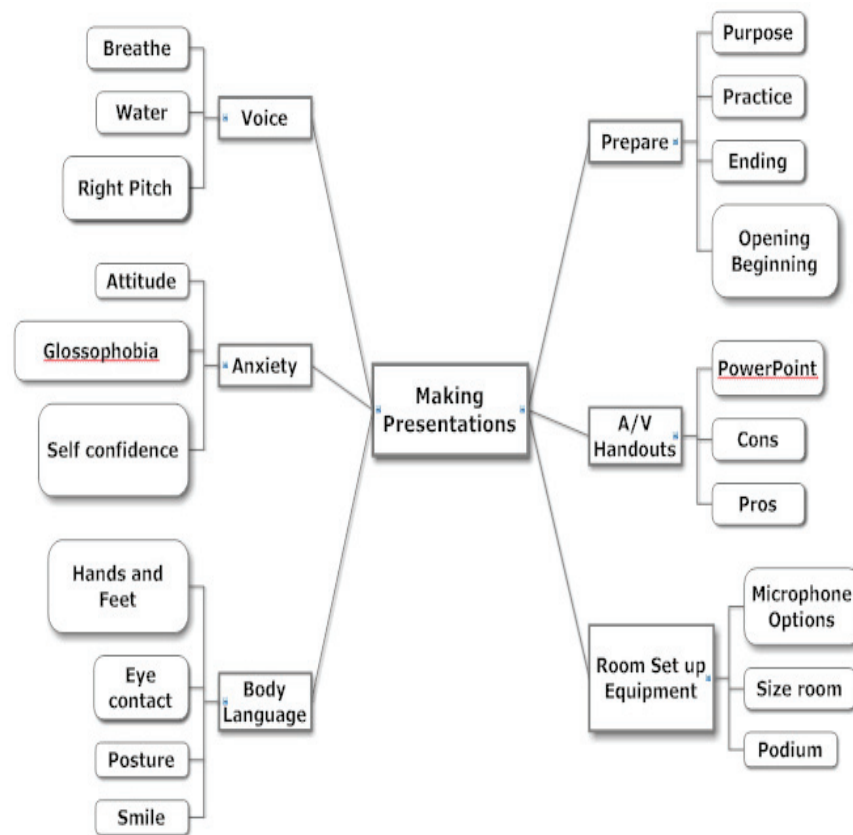 Breathe
Water
Right Pitch
Voice
Attitude
Glossophobia
Self confidence
Anxiety
Hands and
Feet
Eye
contact
Posture
Smile
Body
Language
Making
Presentations
Prepare
Purpose
Practice
Ending
Opening
Beginning
A/V
Handouts
PowerPoint
Cons
Pros
Room Set up
Equipment
Microphone
Options
Size room
Podium